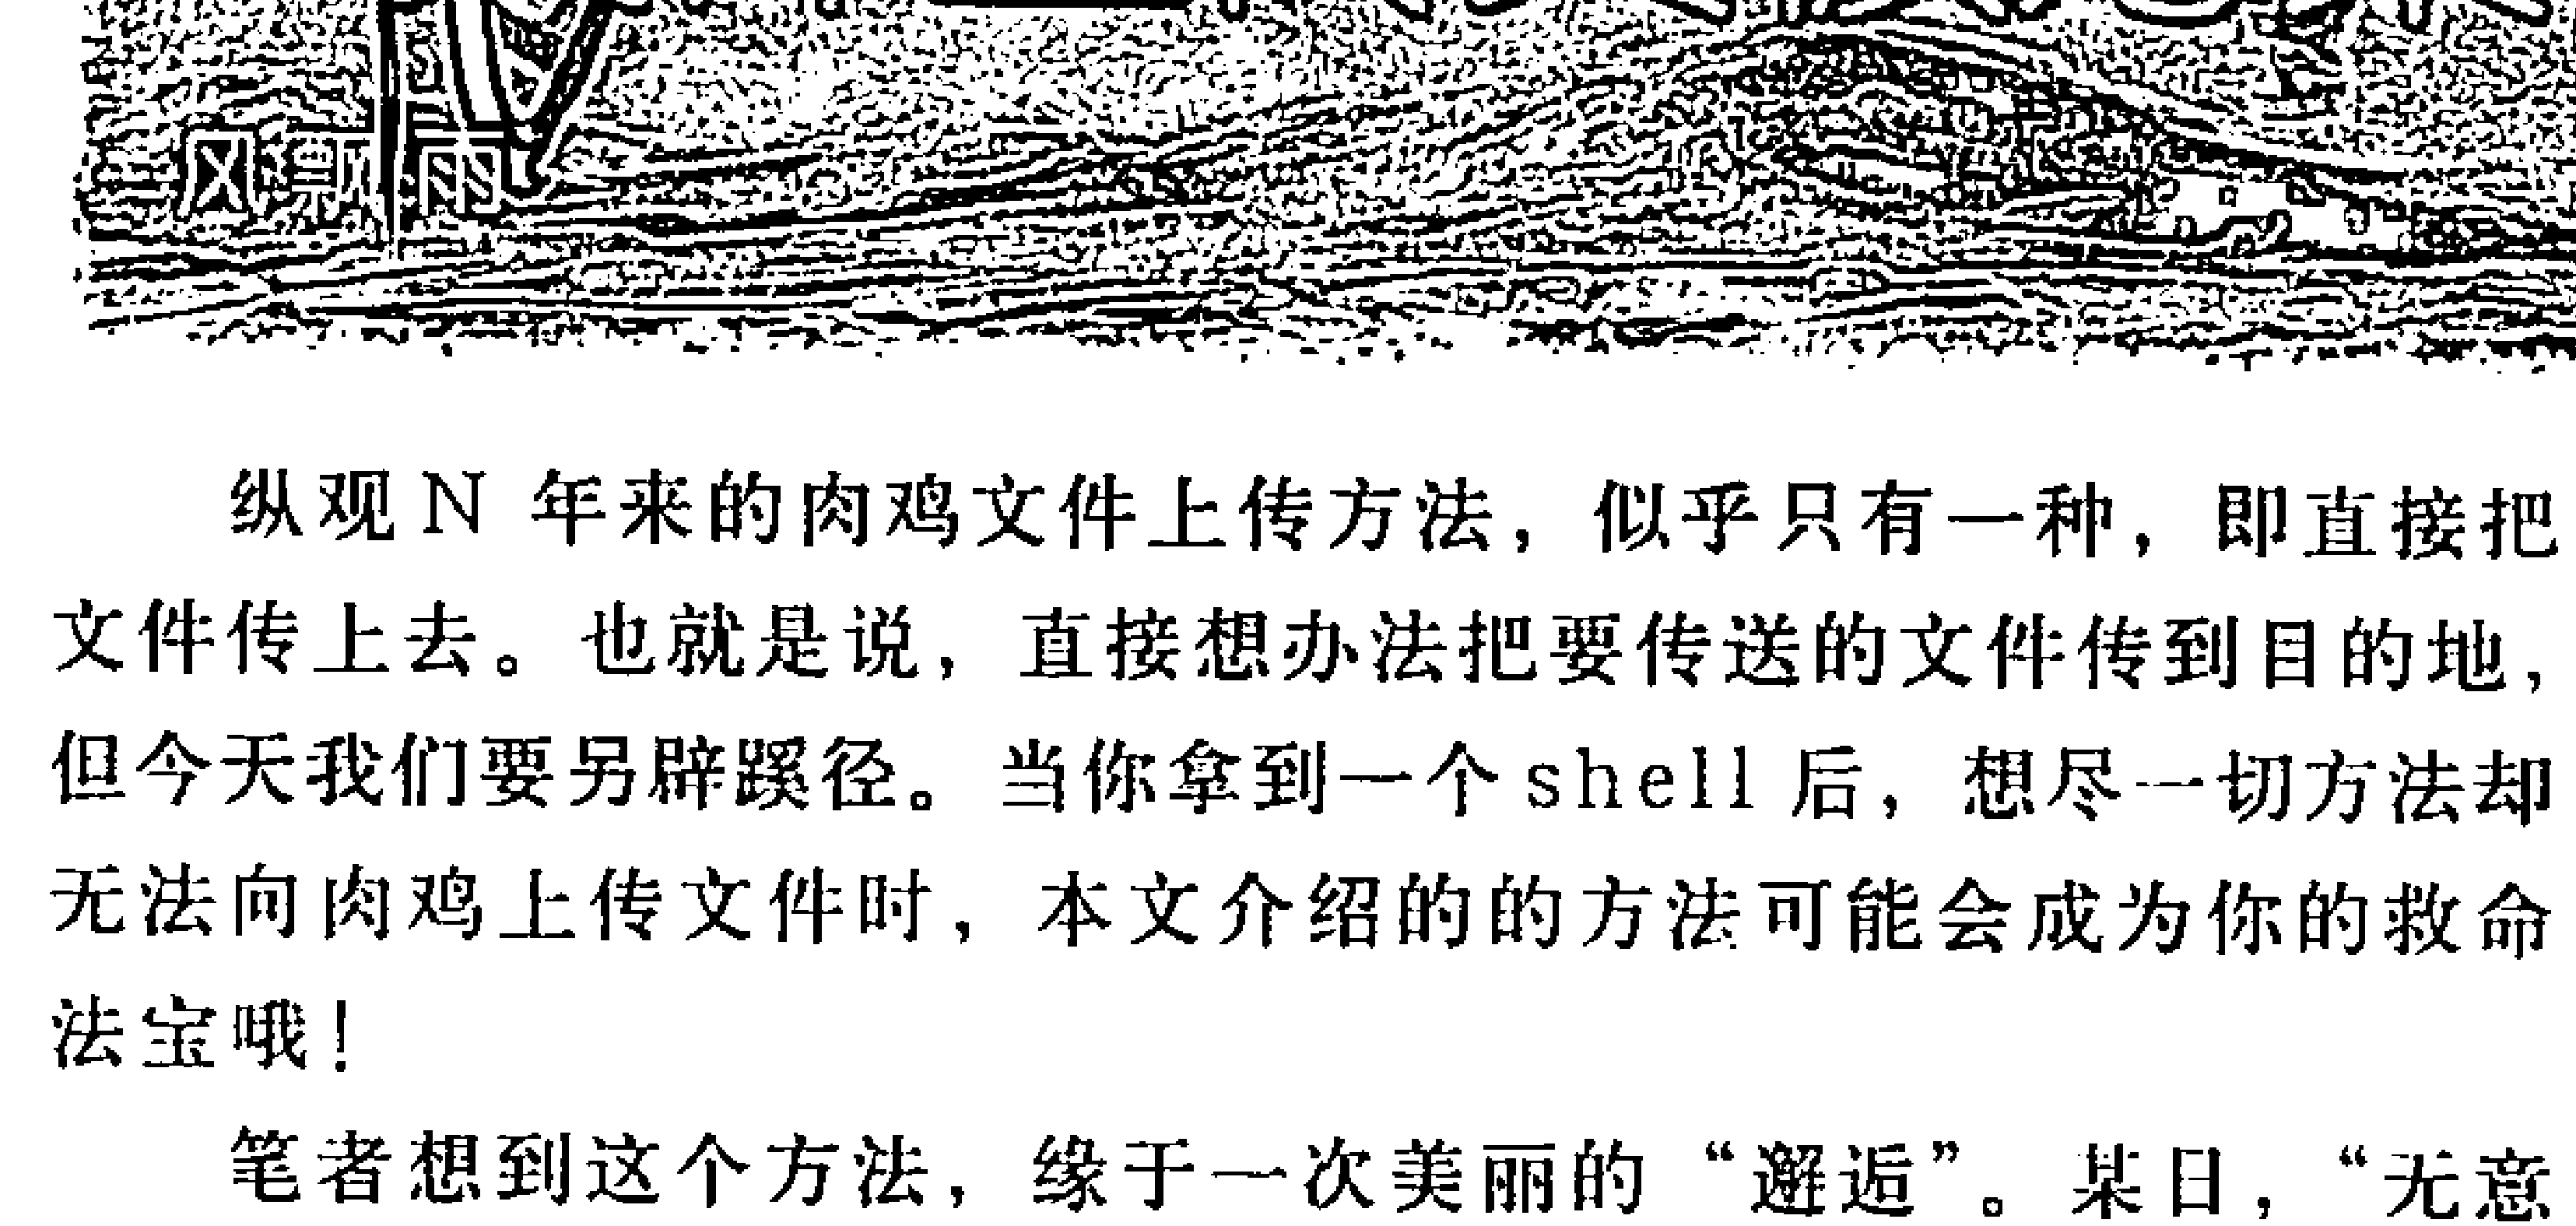 风飘雨
纵观N 年来的肉鸡文件上传方法，似乎只有一种，即直接把
文件传上去。也就是说，直接想办法把要传送的文件传到目的地，
但今天我们要另辟蹊径。当你拿到一个shell后，想尽一切方法却
无法向肉鸡上传文件时，本文介绍的的方法可能会成为你的救命
法宝哦！
笔者想到这个方法，缘于一次美丽的“邂逅”。某日，“无意